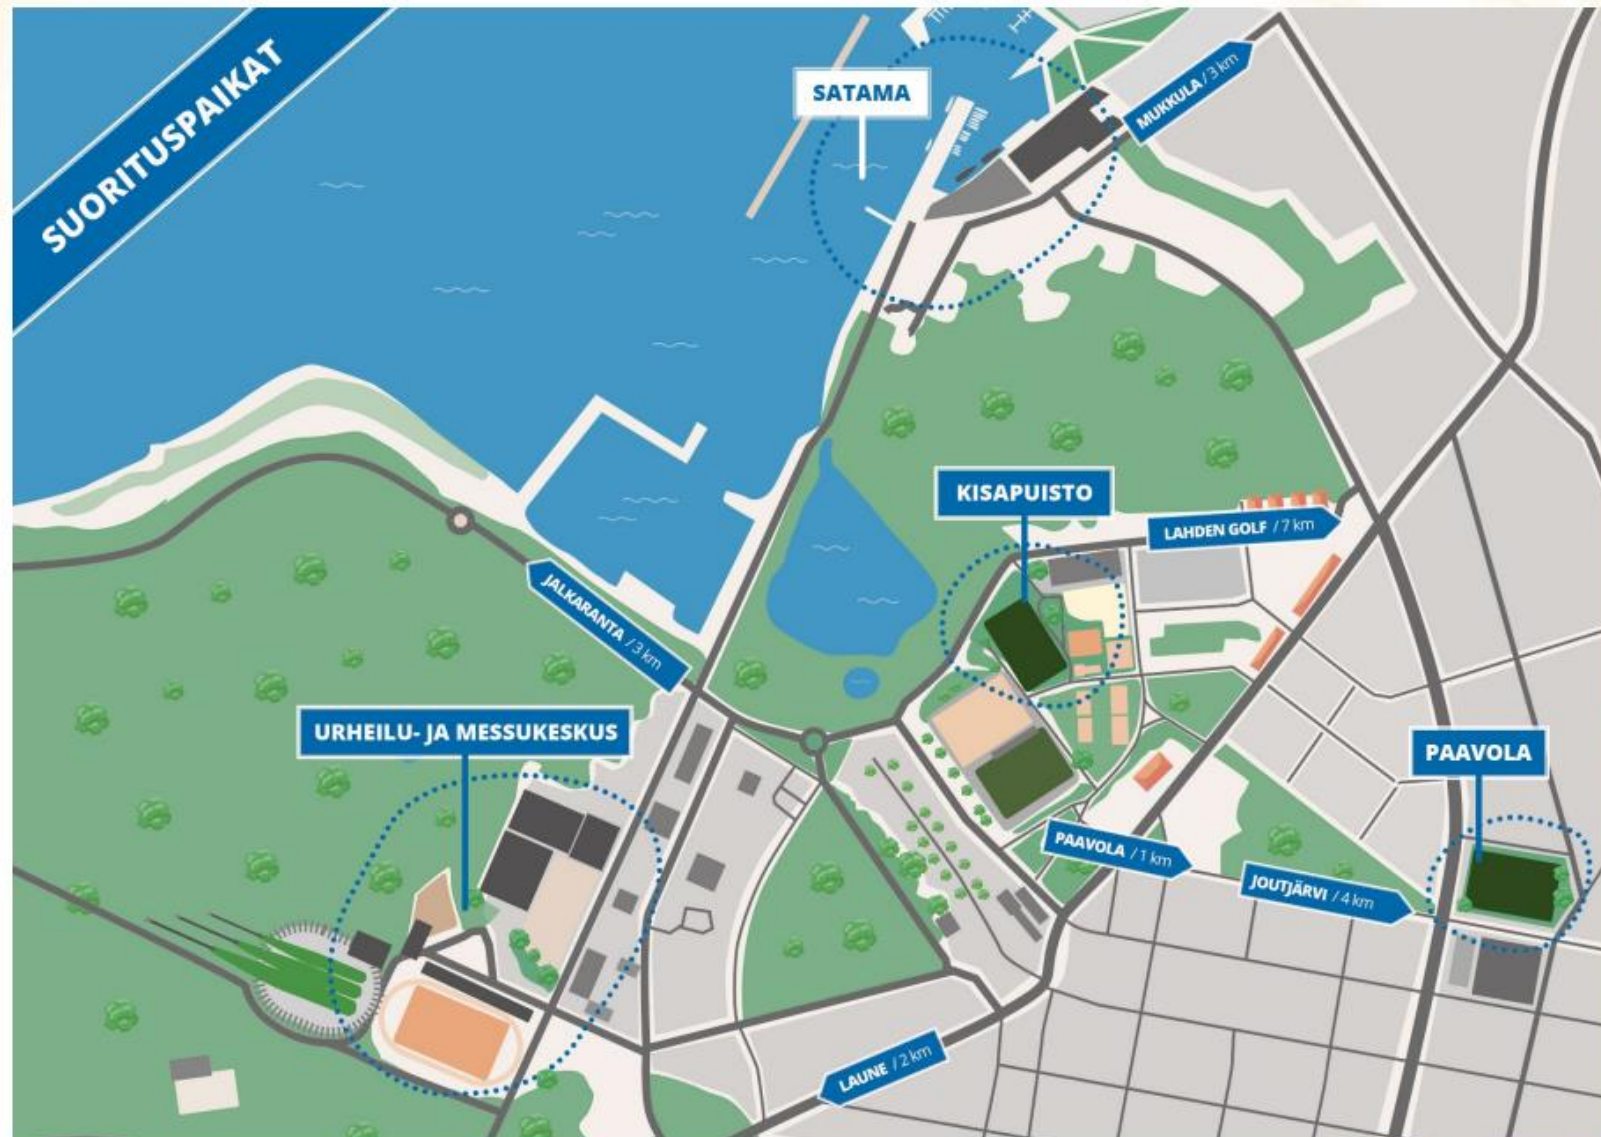 SUORITUSPAIKAT
SATAMA
MUKKULA / 3 km
KISAPUISTO
LAHDEN GOLF / 7 km
JALKARANTA / 3 km
URHEILU- JA MESSUKESKUS
PAAVOLA
PAAVOLA / 1 km
JOUTJÄRVI / 4 km
LAUNE / 2 km